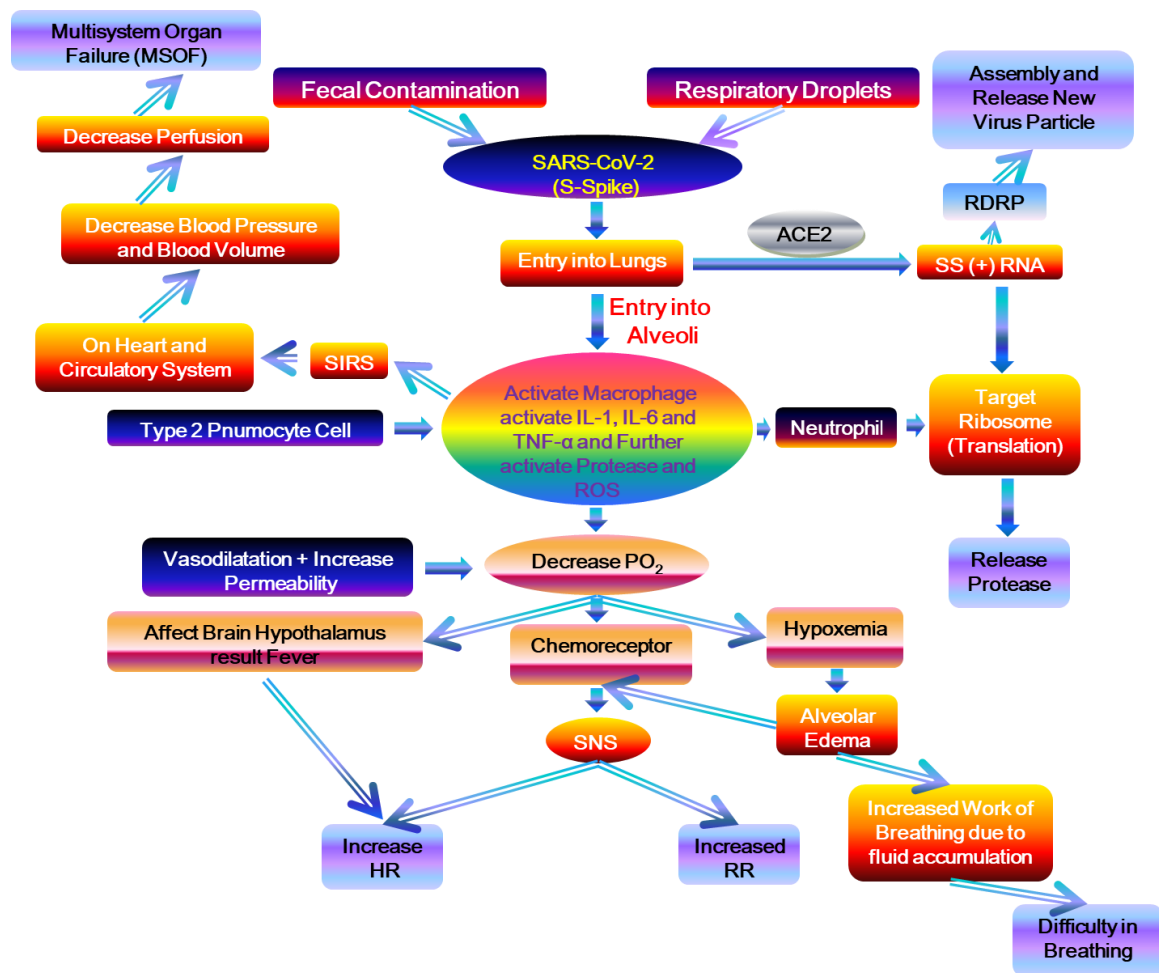 Multisystem Organ
Failure (MSOF)
Fecal Contamination
Respiratory Droplets
Assembly and
Release New
Virus Particle
Decrease Perfusion
SARS-CoV-2
(S-Spike)
RDRP
Decrease Blood Pressure
and Blood Volume
ACE2
Entry into Lungs
SS (+) RNA
Entry into
Alveoli
On Heart and
Circulatory System
SIRS
Activate Macrophage
activate IL-1, IL-6 and
TNF-α and Further
activate Protease and
ROS
Type 2 Pnumocyte Cell
Neutrophil
Target
Ribosome
(Translation)
Vasodilatation + Increase
Permeability
Decrease PO₂
Release
Protease
Affect Brain Hypothalamus
result Fever
Chemoreceptor
Hypoxemia
SNS
Alveolar
Edema
Increased Work of
Breathing due to
fluid accumulation
Increase
HR
Increased
RR
Difficulty in
Breathing